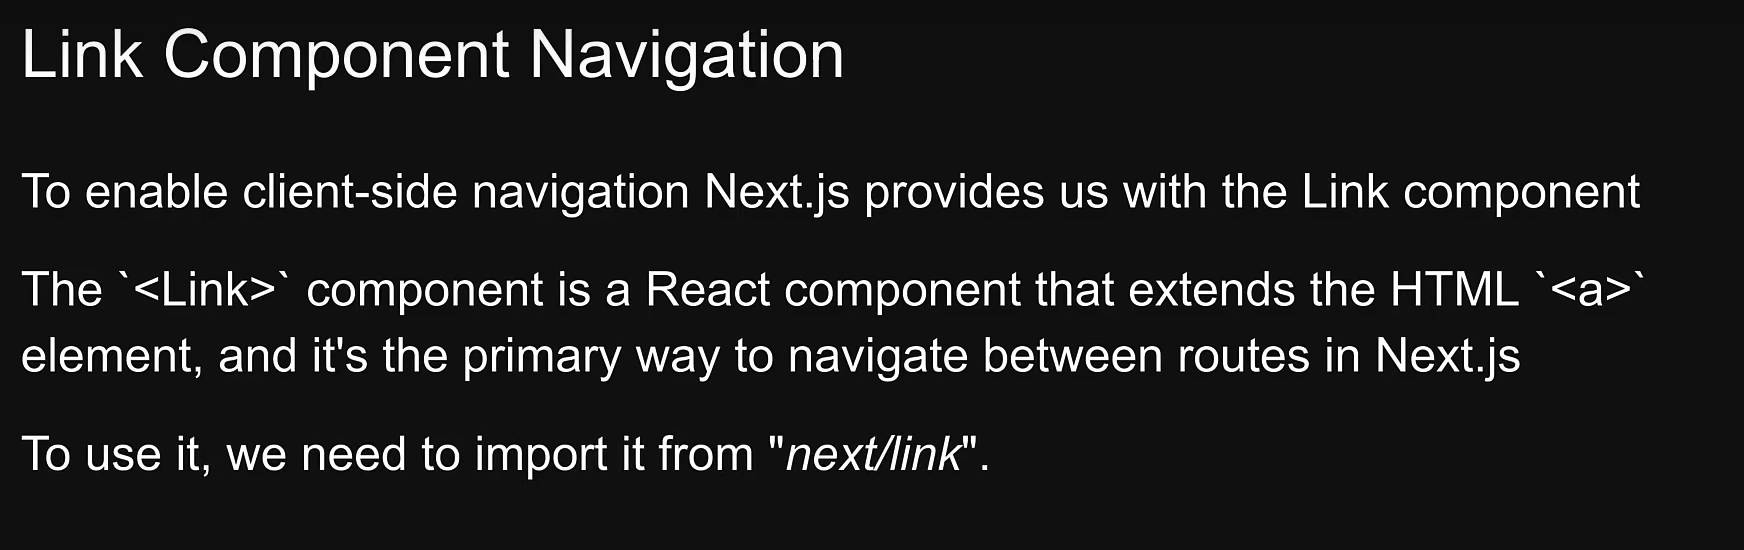 Link Component Navigation
To enable client-side navigation Next.js provides us with the Link component
The `<Link>` component is a React component that extends the HTML `<a>`
element, and it's the primary way to navigate between routes in Next.js
To use it, we need to import it from "next/link".